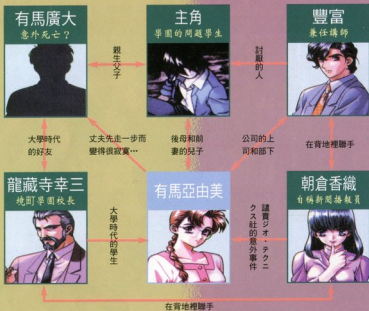 有馬廣大
意外死亡？
主角
學園的問題學生
豐富
兼任講師
親生父子
討厭的人
大學時代
的好友
丈夫先走一步而
變得很寂寞…
後母和前
妻的兒子
公司的上
司和部下
在背地裡聯手
龍藏寺幸三
境町學園校長
有馬亞由美
朝倉香織
自稱新聞播報員
大學時代的學生
譴責ジオ・テクニ
クス社的意外事件
在背地裡聯手